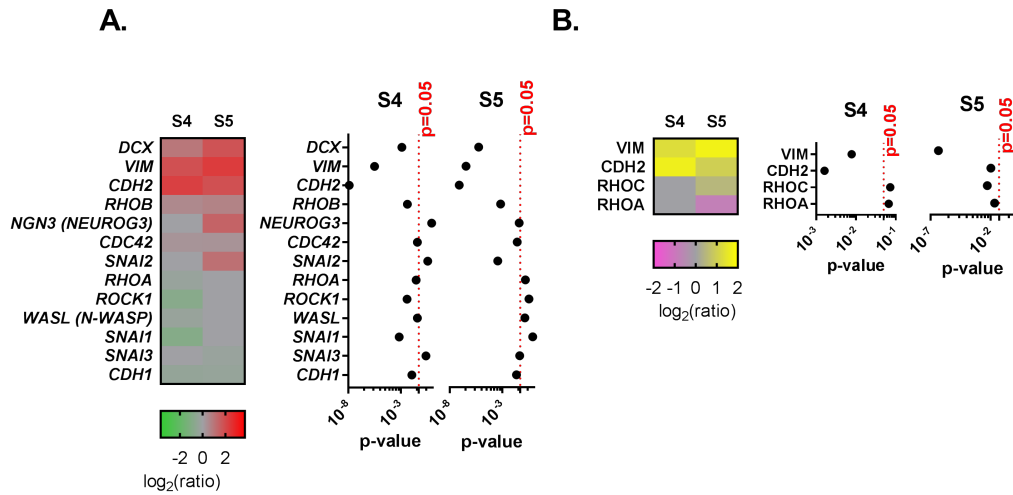 A.
S4 S5
DCX
VIM
CDH2
RHOB
NGN3 (NEUROG3)
CDC42
SNAI2
RHOA
ROCK1
WASL (N-WASP)
SNAI1
SNAI3
CDH1
-2 0 2
log2(ratio)
S4 S5
p=0.05 p=0.05
DCX
VIM
CDH2
RHOB
NEUROG3
CDC42
SNAI2
RHOA
ROCK1
WASL
SNAI1
SNAI3
CDH1
10-8 10-3 10-8 10-3
p-value p-value
B.
S4 S5
VIM
CDH2
RHOC
RHOA
-2 -1 0 1 2
log2(ratio)
S4 S5
p=0.05 p=0.05
VIM
CDH2
RHOC
RHOA
10-3 10-2 10-1 10-7 10-2
p-value p-value